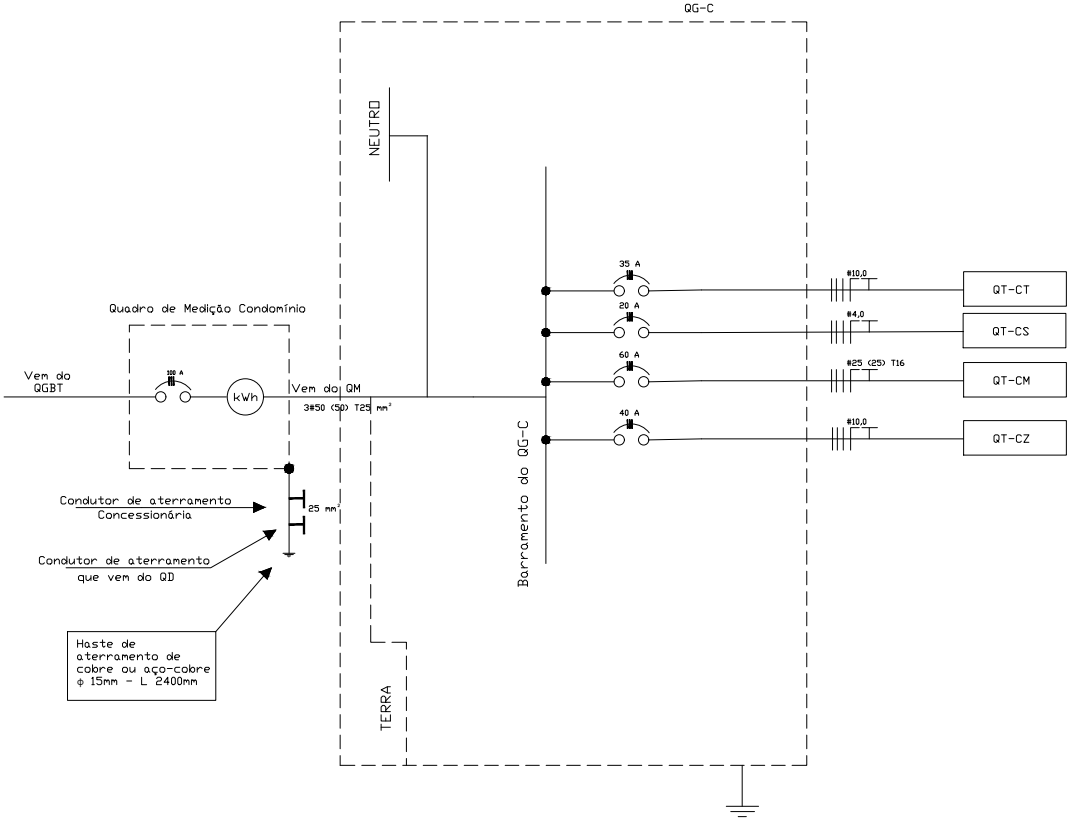 QG-C
NEUTRO
35 A
#10,0
QT-CT
20 A
#4,0
QT-CS
60 A
#25 (25) T16
QT-CM
40 A
#10,0
QT-CZ
Quadro de Medição Condomínio
Vem do
QGBT
100 A
kWh
Vem do QM
3#50 (50) T25 mm²
Barramento do QG-C
Condutor de aterramento
Concessionária
25 mm²
Condutor de aterramento
que vem do QD
Haste de
aterramento de
cobre ou aço-cobre
ϕ 15mm - L 2400mm
TERRA